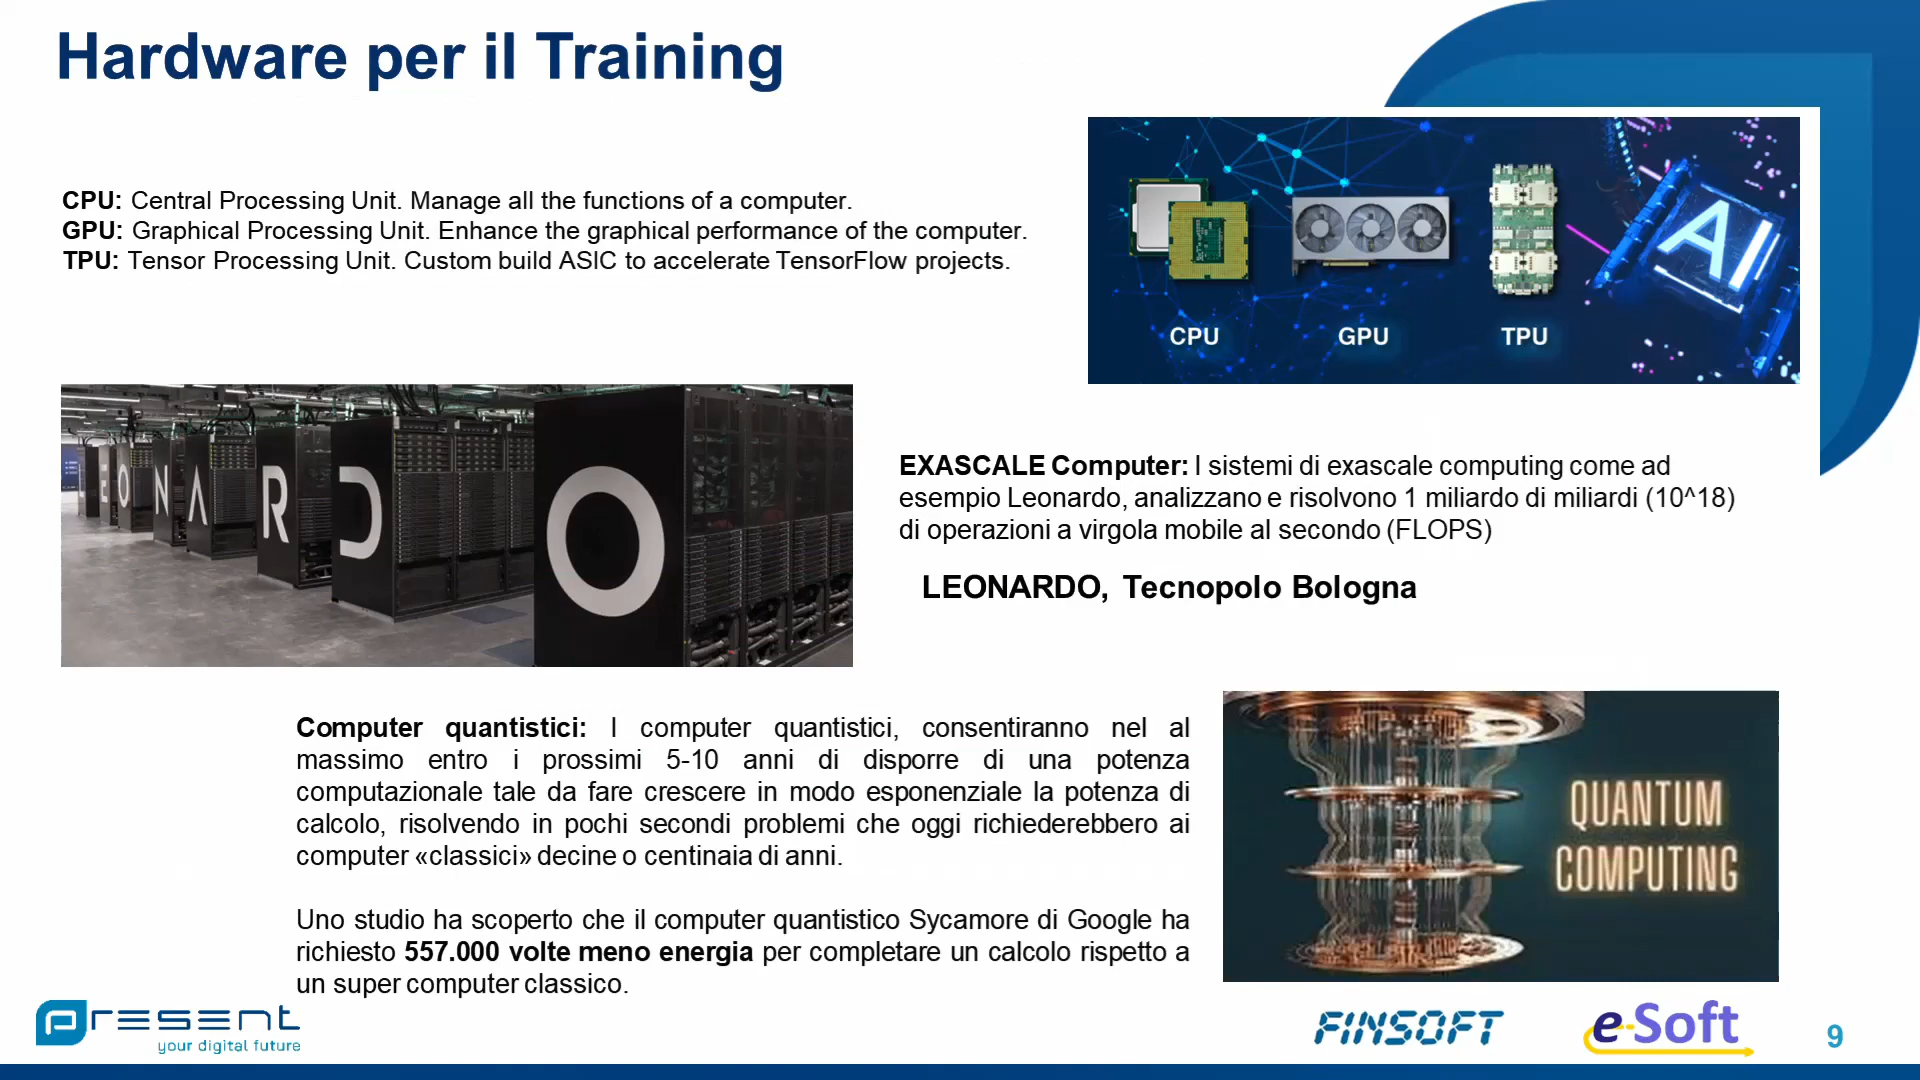 Hardware per il Training
CPU: Central Processing Unit. Manage all the functions of a computer.
GPU: Graphical Processing Unit. Enhance the graphical performance of the computer.
TPU: Tensor Processing Unit. Custom build ASIC to accelerate TensorFlow projects.
CPU
GPU
TPU
AI
LEONARDO
EXASCALE Computer: I sistemi di exascale computing come ad
esempio Leonardo, analizzano e risolvono 1 miliardo di miliardi (10^18)
di operazioni a virgola mobile al secondo (FLOPS)
LEONARDO, Tecnopolo Bologna
Computer quantistici: I computer quantistici, consentiranno nel al
massimo entro i prossimi 5-10 anni di disporre di una potenza
computazionale tale da fare crescere in modo esponenziale la potenza di
calcolo, risolvendo in pochi secondi problemi che oggi richiederebbero ai
computer «classici» decine o centinaia di anni.
Uno studio ha scoperto che il computer quantistico Sycamore di Google ha
richiesto 557.000 volte meno energia per completare un calcolo rispetto a
un super computer classico.
QUANTUM
COMPUTING
present
your digital future
FINSOFT
e-Soft
9